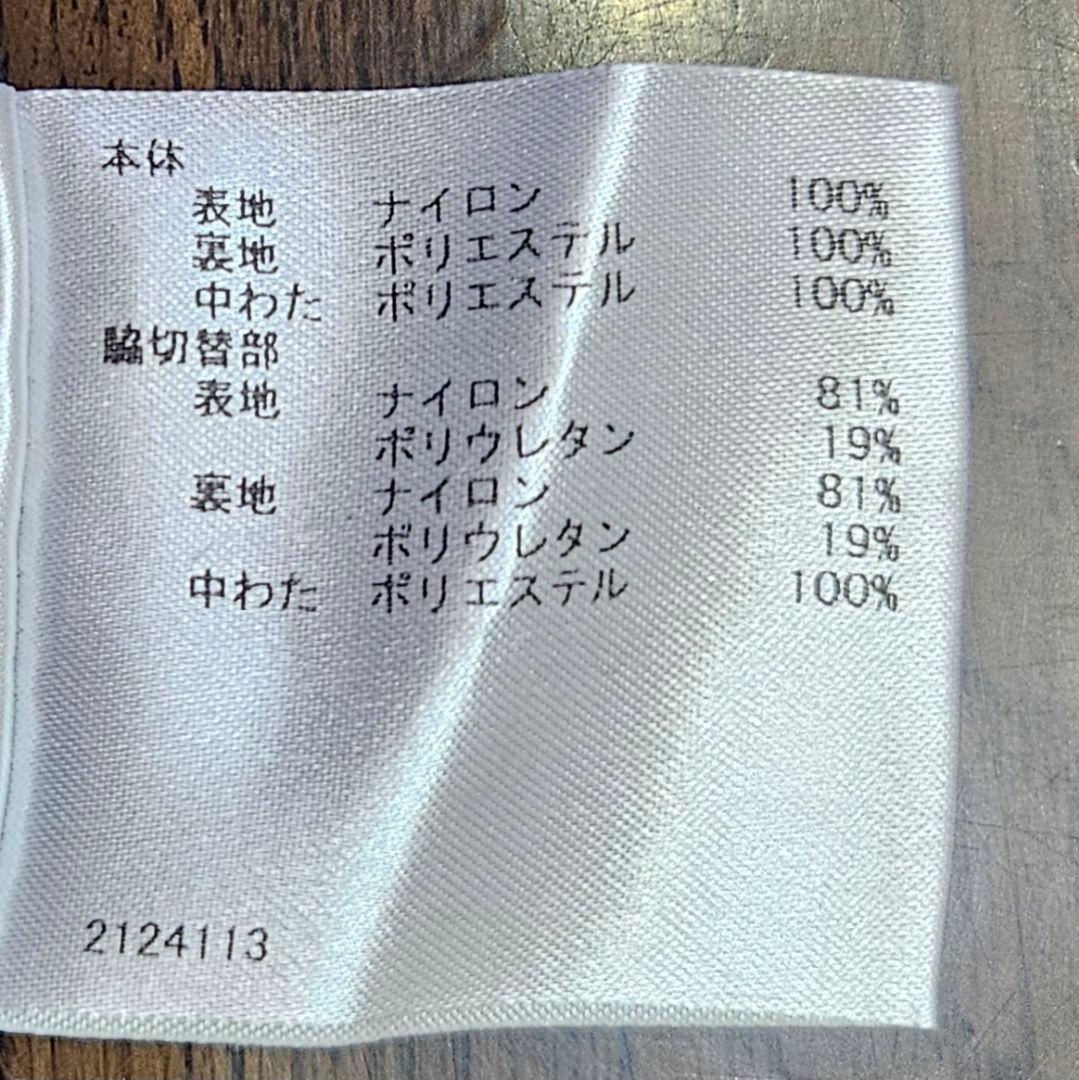 本体
表地 ナイロン 100%
裏地 ポリエステル 100%
中わた ポリエステル 100%
脇切替部
表地 ナイロン 81%
ポリウレタン 19%
裏地 ナイロン 81%
ポリウレタン 19%
中わた ポリエステル 100%
2124113